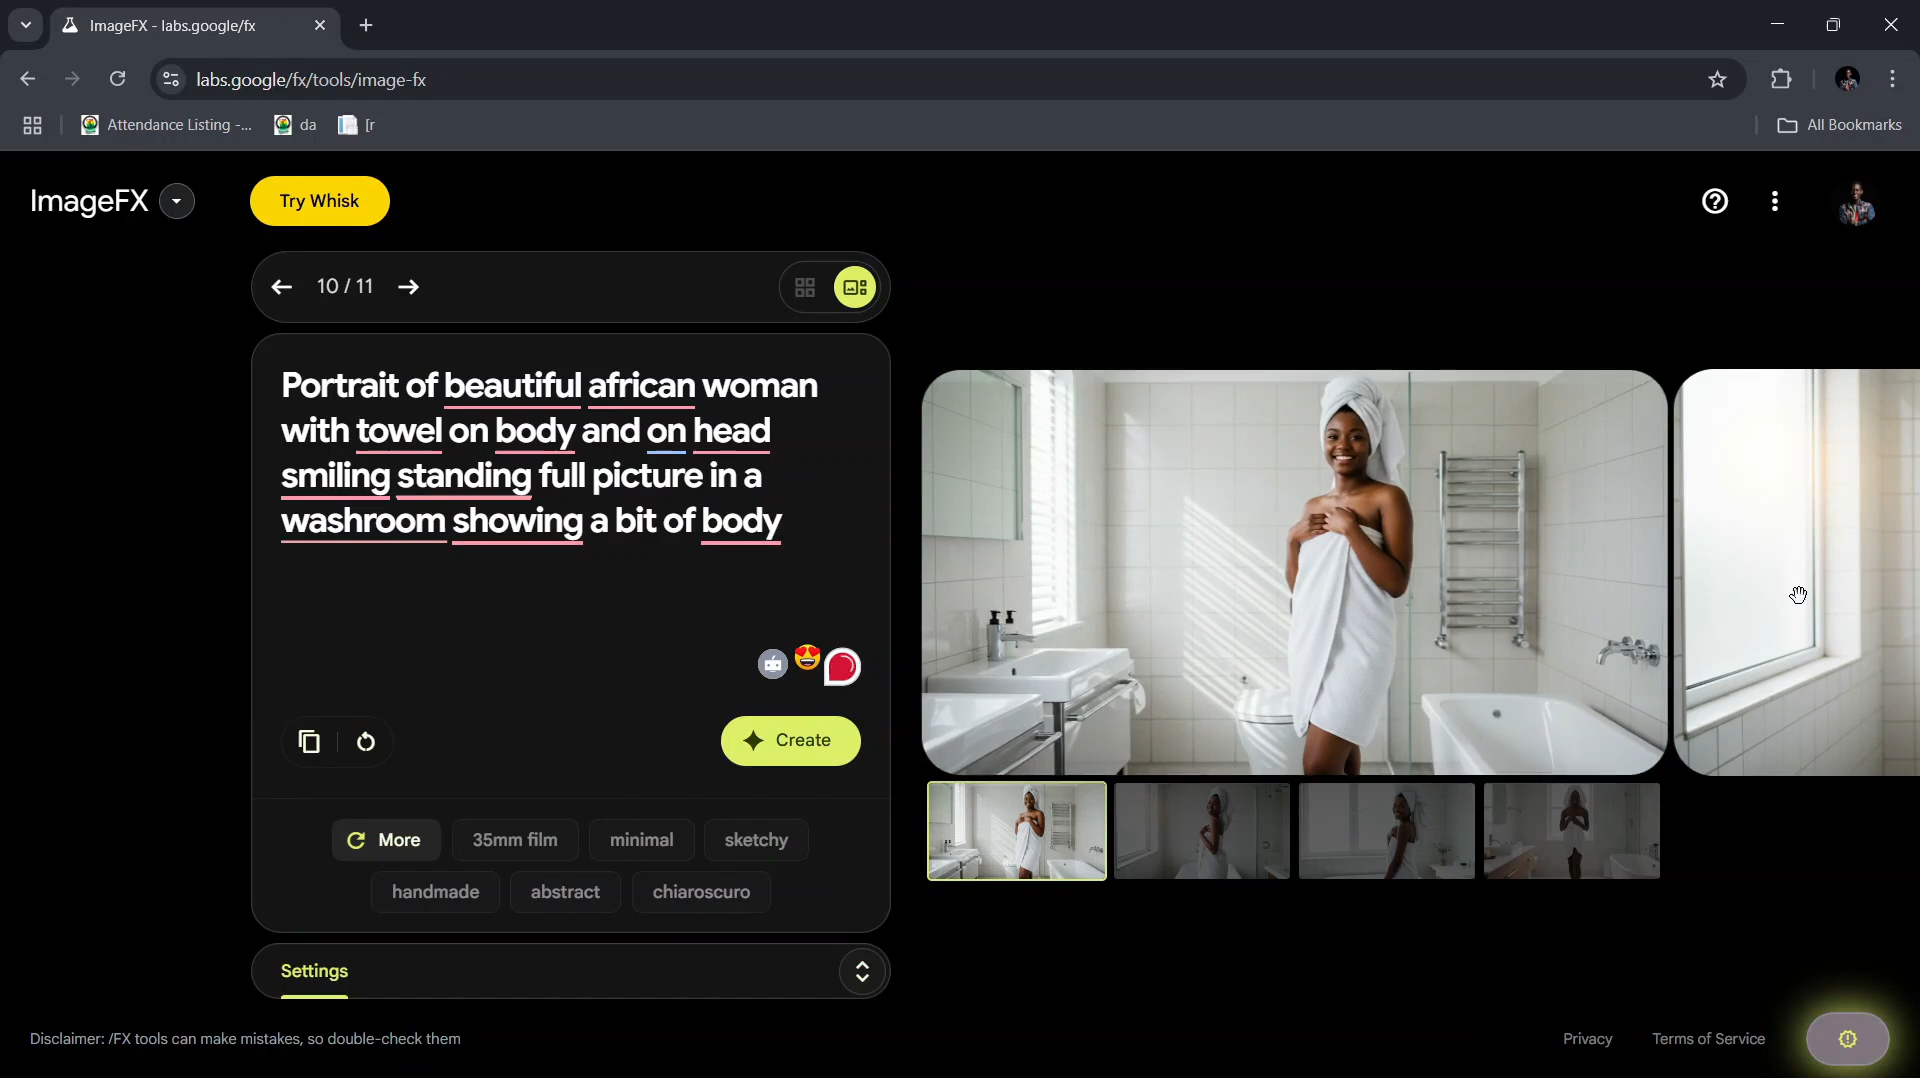 ImageFX - labs.google/fx
labs.google/fx/tools/image-fx
Attendance Listing -...
da
[r
All Bookmarks
ImageFX
Try Whisk
10 / 11
Portrait of beautiful african woman
with towel on body and on head
smiling standing full picture in a
washroom showing a bit of body
Create
More
35mm film
minimal
sketchy
handmade
abstract
chiaroscuro
Settings
Disclaimer: /FX tools can make mistakes, so double-check them
Privacy
Terms of Service